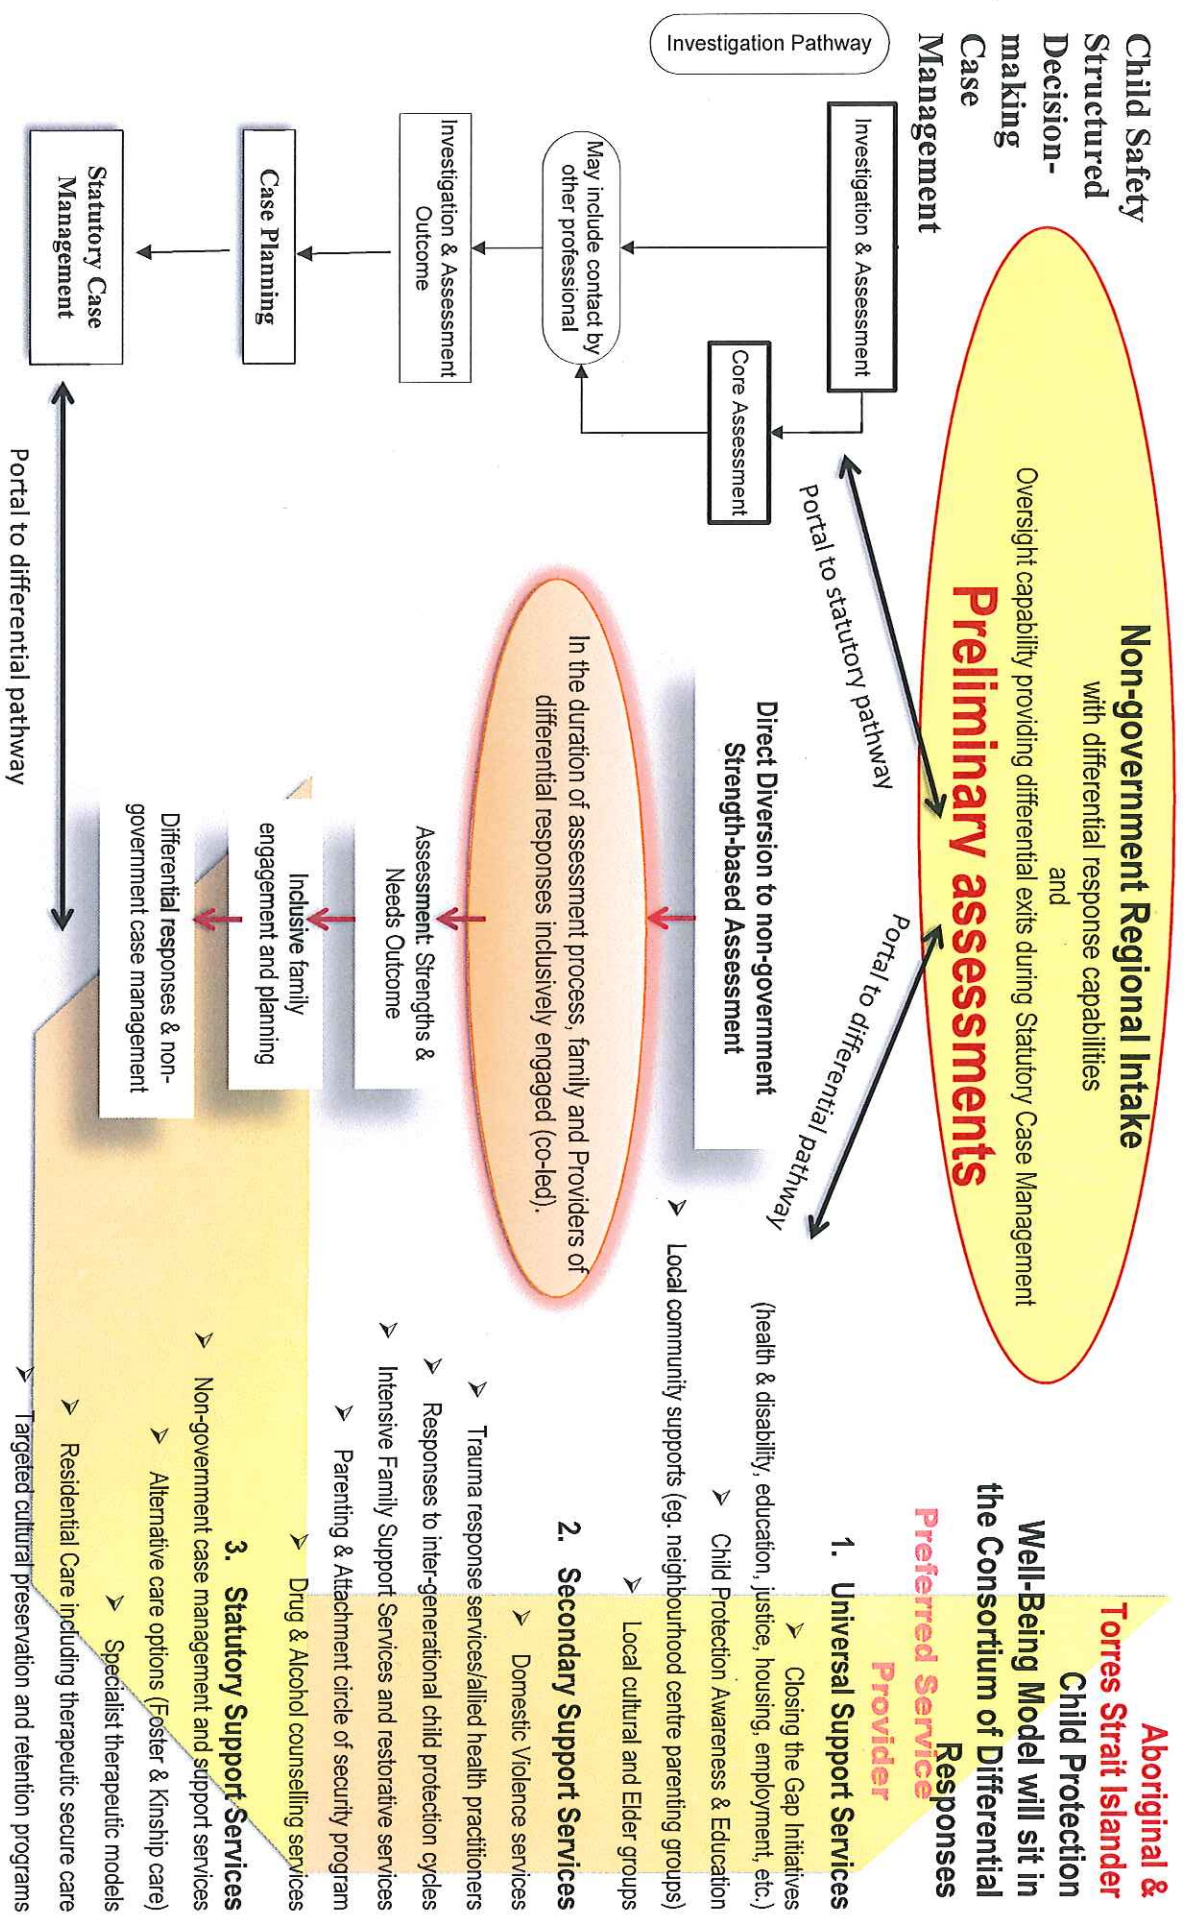 Child Safety
Structured
Decision-
making
Case
Management
Non-government Regional Intake
with differential response capabilities
and
Oversight capability providing differential exits during Statutory Case Management
Preliminary assessments
Aboriginal &
Torres Strait Islander
Child Protection
Well-Being Model will sit in
the Consortium of Differential
Responses
Preferred Service
Provider
Investigation Pathway
Investigation & Assessment
Core Assessment
May include contact by
other professional
Investigation & Assessment
Outcome
Case Planning
Statutory Case
Management
Portal to statutory pathway
Portal to differential pathway
Direct Diversion to non-government
Strength-based Assessment
In the duration of assessment process, family and Providers of
differential responses inclusively engaged (co-led).
Assessment: Strengths &
Needs Outcome
Inclusive family
engagement and planning
Differential responses & non-
government case management
Portal to differential pathway
1. Universal Support Services
➢ Closing the Gap Initiatives
(health & disability, education, justice, housing, employment, etc.)
➢ Child Protection Awareness & Education
➢ Local community supports (eg. neighbourhood centre parenting groups)
➢ Local cultural and Elder groups
2. Secondary Support Services
➢ Domestic Violence services
➢ Trauma response services/allied health practitioners
➢ Responses to inter-generational child protection cycles
➢ Intensive Family Support Services and restorative services
➢ Parenting & Attachment circle of security program
➢ Drug & Alcohol counselling services
3. Statutory Support Services
➢ Non-government case management and support services
➢ Alternative care options (Foster & Kinship care)
➢ Specialist therapeutic models
➢ Residential Care including therapeutic secure care
➢ Targeted cultural preservation and retention programs